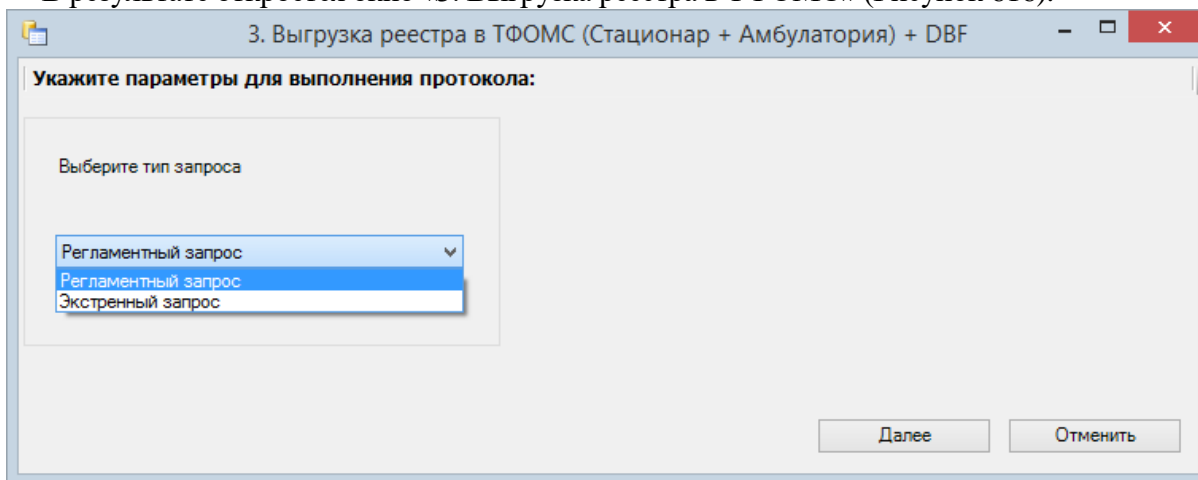 3. Выгрузка реестра в ТФОМС (Стационар + Амбулатория) + DBF
Укажите параметры для выполнения протокола:
Выберите тип запроса
Регламентный запрос
Регламентный запрос
Экстренный запрос
Далее
Отменить